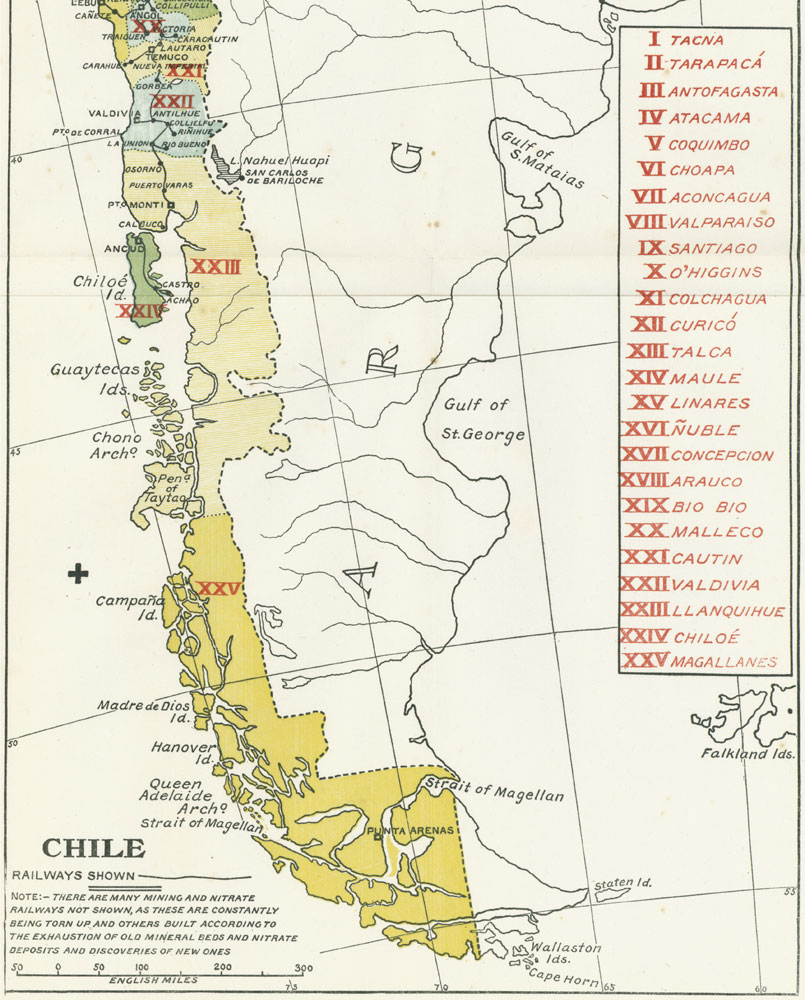 LEBU
COLLIPULLI
CAÑETE
ANGOL
XX
VICTORIA
TRAIGUEN
CARACAUTIN
LAUTARO
TEMUCO
CARAHUE
NUEVA IMPERIAL
XXI
GORBEA
XXII
VALDIVIA
ANTILHUE
COLLIELFU
PTO DE CORRAL
RIÑIHUE
LA UNION
RIO BUENO
40
OSORNO
L. Nahuel Huapi
SAN CARLOS
DE BARILOCHE
PUERTO VARAS
PTO MONTT
CALBUCO
ANCUD
XXIII
Chiloé
Id.
CASTRO
ACHAO
XXIV
Guaytecas
Ids.
Chono
Archo.
45
Pena.
of
Taytao
XXV
Campaña
Id.
Madre de Dios
Id.
50
Hanover
Id.
Queen
Adelaide
Archo.
Strait of Magellan
Strait of Magellan
PUNTA ARENAS
Gulf of
S. Mataias
G
R
Gulf of
St. George
A
Staten Id.
55
Wallaston
Ids.
Cape Horn
Falkland Ids.
I TACNA
II TARAPACÁ
III ANTOFAGASTA
IV ATACAMA
V COQUIMBO
VI CHOAPA
VII ACONCAGUA
VIII VALPARAISO
IX SANTIAGO
X O'HIGGINS
XI COLCHAGUA
XII CURICÓ
XIII TALCA
XIV MAULE
XV LINARES
XVI ÑUBLE
XVII CONCEPCION
XVIII ARAUCO
XIX BIO BIO
XX MALLECO
XXI CAUTIN
XXII VALDIVIA
XXIII LLANQUIHUE
XXIV CHILOÉ
XXV MAGALLANES
CHILE
RAILWAYS SHOWN
NOTE:- THERE ARE MANY MINING AND NITRATE
RAILWAYS NOT SHOWN, AS THESE ARE CONSTANTLY
BEING TORN UP AND OTHERS BUILT ACCORDING TO
THE EXHAUSTION OF OLD MINERAL BEDS AND NITRATE
DEPOSITS AND DISCOVERIES OF NEW ONES
50 0 50 100 200 300
ENGLISH MILES
75 70 65 60